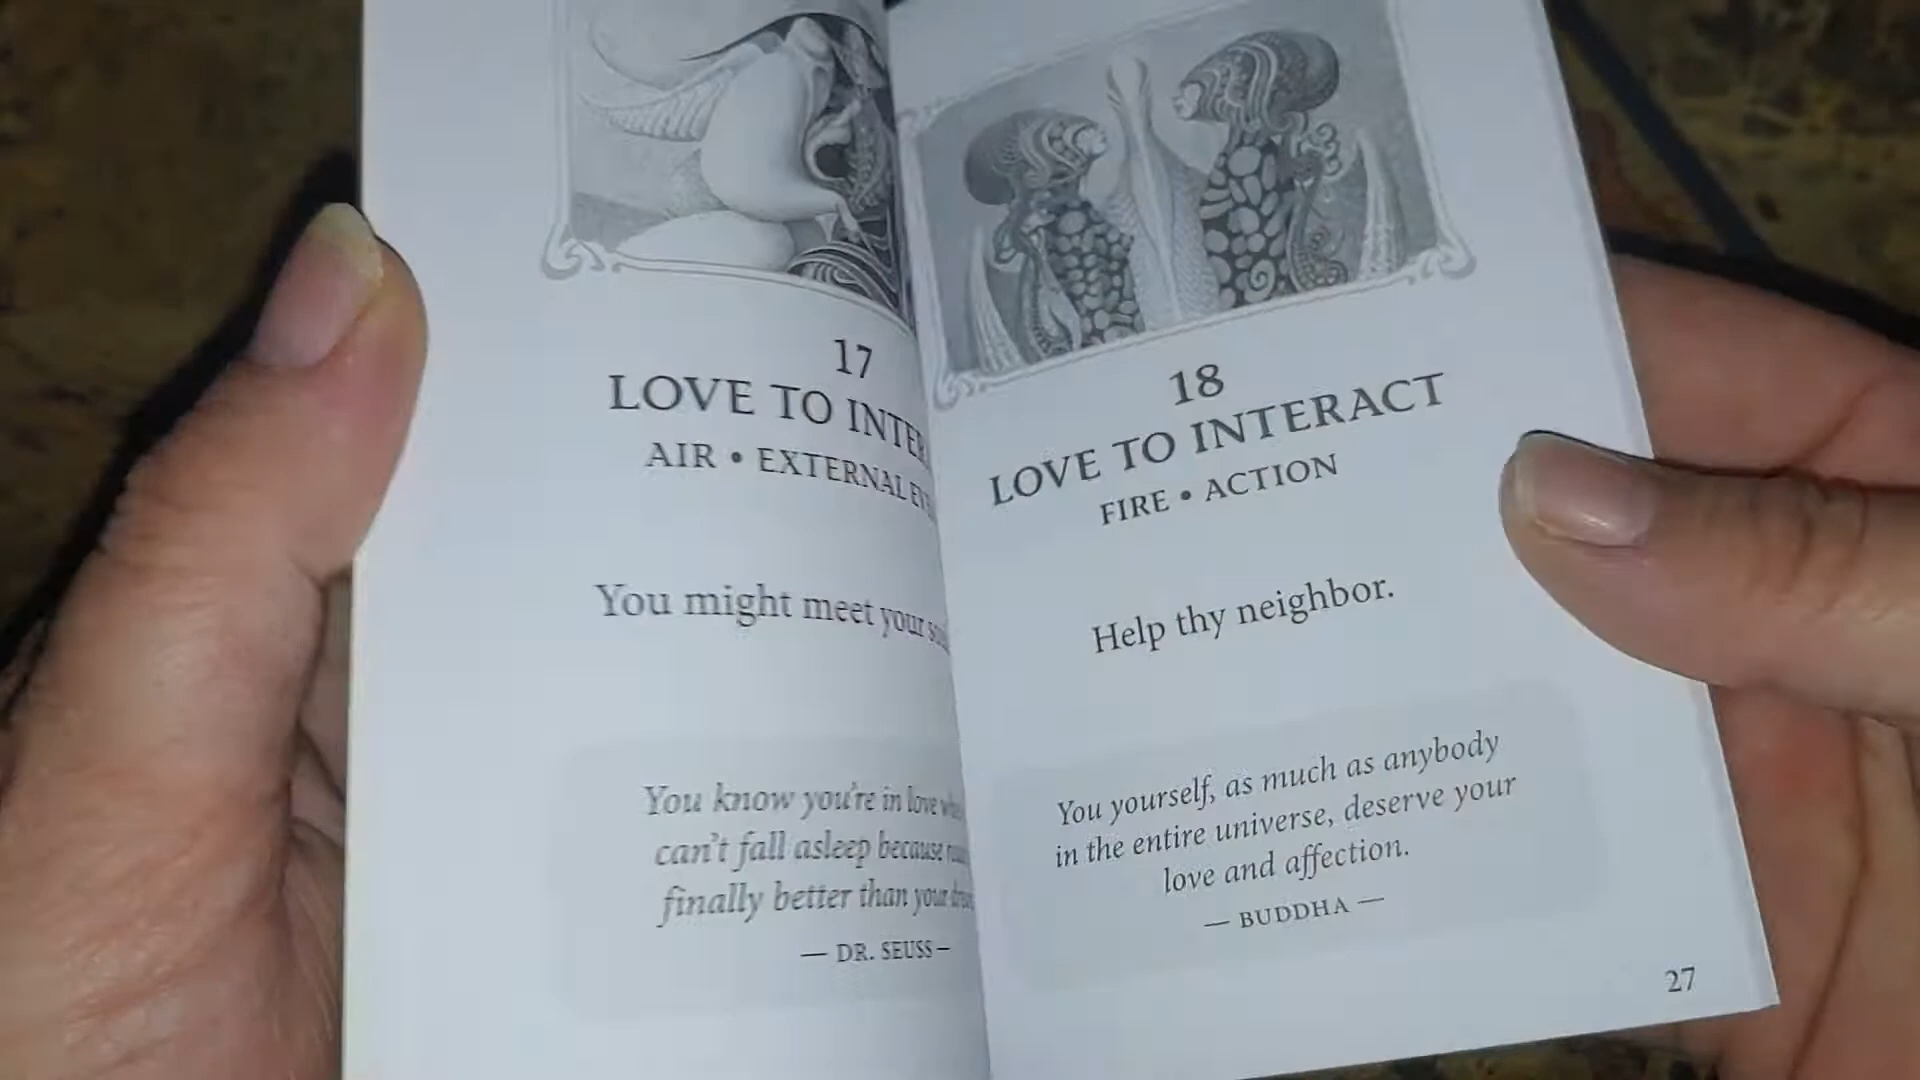 17
LOVE TO
AIR • EXTERNAL
You might meet your
You know you're in love
can't fall asleep because
finally better than your
— DR. SEUSS —
18
LOVE TO INTERACT
FIRE • ACTION
Help thy neighbor.
You yourself, as much as anybody
in the entire universe, deserve your
love and affection.
— BUDDHA —
27